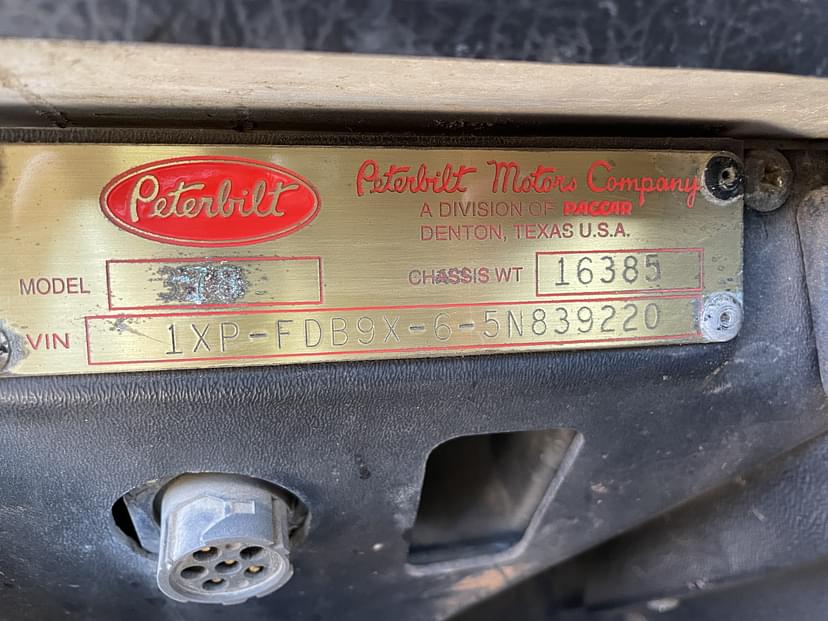 Peterbilt
Peterbilt Motors Company
A DIVISION OF PACCAR
DENTON, TEXAS U.S.A.
MODEL
CHASSIS WT 16385
VIN 1XP-FDB9X-6-5N839220